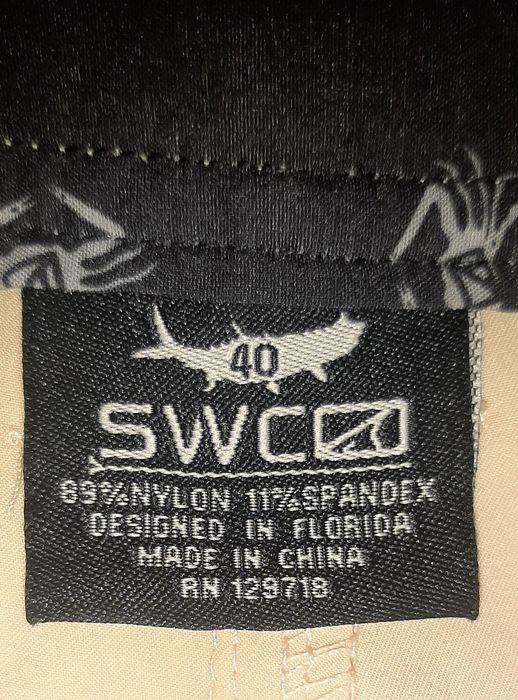 40
SWC
89%NYLON 11%SPANDEX
DESIGNED IN FLORIDA
MADE IN CHINA
RN 129718